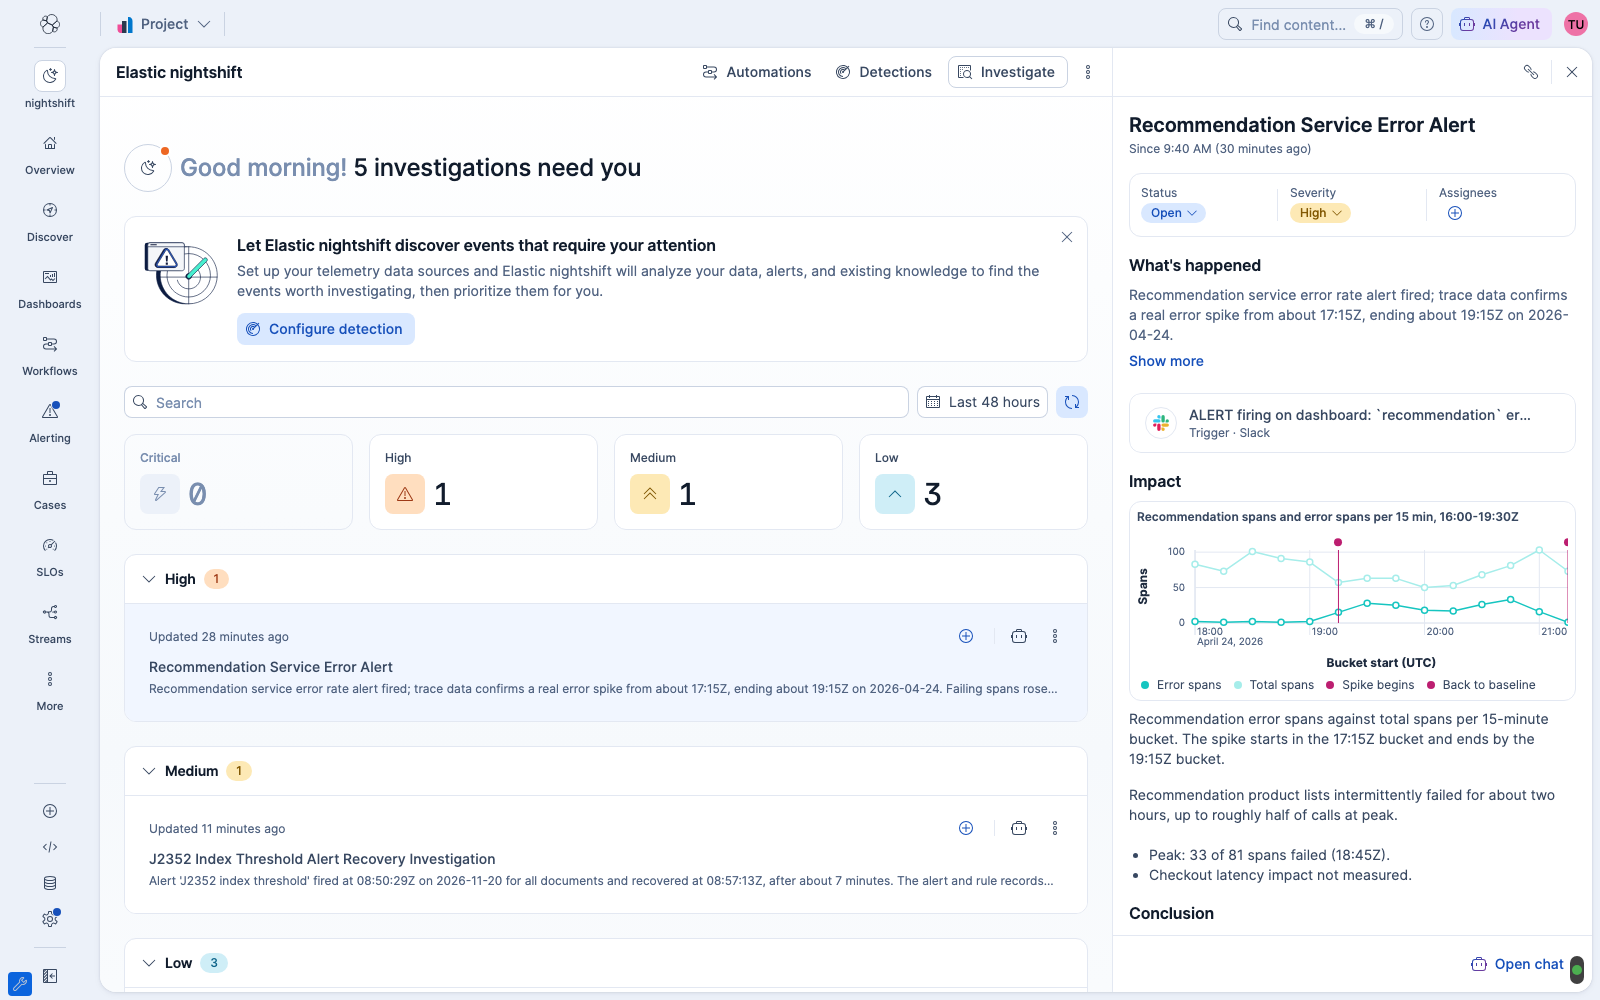 Project
Find content...
⌘ /
AI Agent
TU
nightshift
Overview
Discover
Dashboards
Workflows
Alerting
Cases
SLOs
Streams
More
Elastic nightshift
Automations
Detections
Investigate
Good morning! 5 investigations need you
Let Elastic nightshift discover events that require your attention
Set up your telemetry data sources and Elastic nightshift will analyze your data, alerts, and existing knowledge to find the
events worth investigating, then prioritize them for you.
Configure detection
Search
Last 48 hours
Critical
0
High
1
Medium
1
Low
3
High 1
Updated 28 minutes ago
Recommendation Service Error Alert
Recommendation service error rate alert fired; trace data confirms a real error spike from about 17:15Z, ending about 19:15Z on 2026-04-24. Failing spans rose...
Medium 1
Updated 11 minutes ago
J2352 Index Threshold Alert Recovery Investigation
Alert 'J2352 index threshold' fired at 08:50:29Z on 2026-11-20 for all documents and recovered at 08:57:13Z, after about 7 minutes. The alert and rule records...
Low 3
Recommendation Service Error Alert
Since 9:40 AM (30 minutes ago)
Status
Open
Severity
High
Assignees
What's happened
Recommendation service error rate alert fired; trace data confirms
a real error spike from about 17:15Z, ending about 19:15Z on 2026-
04-24.
Show more
ALERT firing on dashboard: `recommendation` er...
Trigger · Slack
Impact
Recommendation spans and error spans per 15 min, 16:00-19:30Z
Spans
100
50
0
18:00
19:00
20:00
21:00
April 24, 2026
Bucket start (UTC)
Error spans
Total spans
Spike begins
Back to baseline
Recommendation error spans against total spans per 15-minute
bucket. The spike starts in the 17:15Z bucket and ends by the
19:15Z bucket.
Recommendation product lists intermittently failed for about two
hours, up to roughly half of calls at peak.
• Peak: 33 of 81 spans failed (18:45Z).
• Checkout latency impact not measured.
Conclusion
Open chat